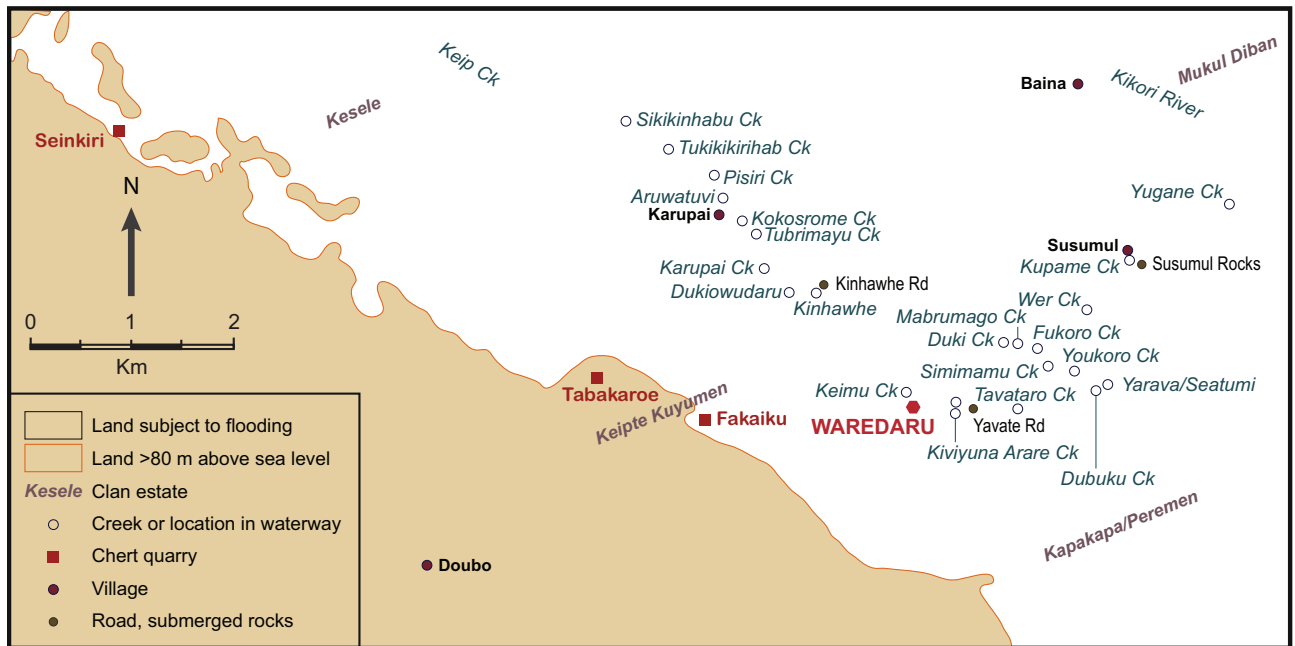 Keip Ck
Mukul Diban
Baina
Kikori River
Kesele
Seinkiri
Sikikinhabu Ck
Tukikikirihab Ck
Pisiri Ck
Aruwatuvi
Yugane Ck
N
Karupai
Kokosrome Ck
Tubrimayu Ck
Susumul
Kupame Ck
Susumul Rocks
Karupai Ck
Dukiowudaru
Kinhawhe Rd
Kinhawhe
Wer Ck
0 1 2
Km
Mabrumago Ck
Duki Ck
Fukoro Ck
Youkoro Ck
Simimamu Ck
Tabakaroe
Keipte Kuyumen
Fakaiku
Keimu Ck
WAREDARU
Tavataro Ck
Yarava/Seatumi
Yavate Rd
Kiviyuna Arare Ck
Dubuku Ck
Kapakapa/Peremen
Doubo
Land subject to flooding
Land >80 m above sea level
Kesele Clan estate
Creek or location in waterway
Chert quarry
Village
Road, submerged rocks